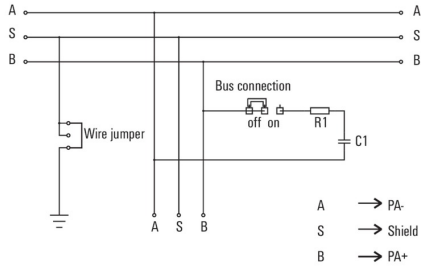 A A
S S
B B
Bus connection
off on R1
Wire jumper
C1
A S B
A PA-
S Shield
B PA+